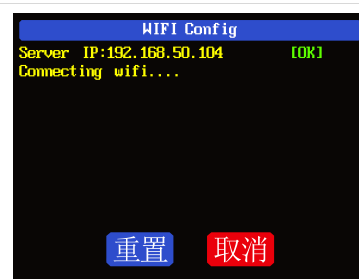 WIFI Config
Server IP:192.168.50.104 [OK]
Connecting wifi....
重置 取消